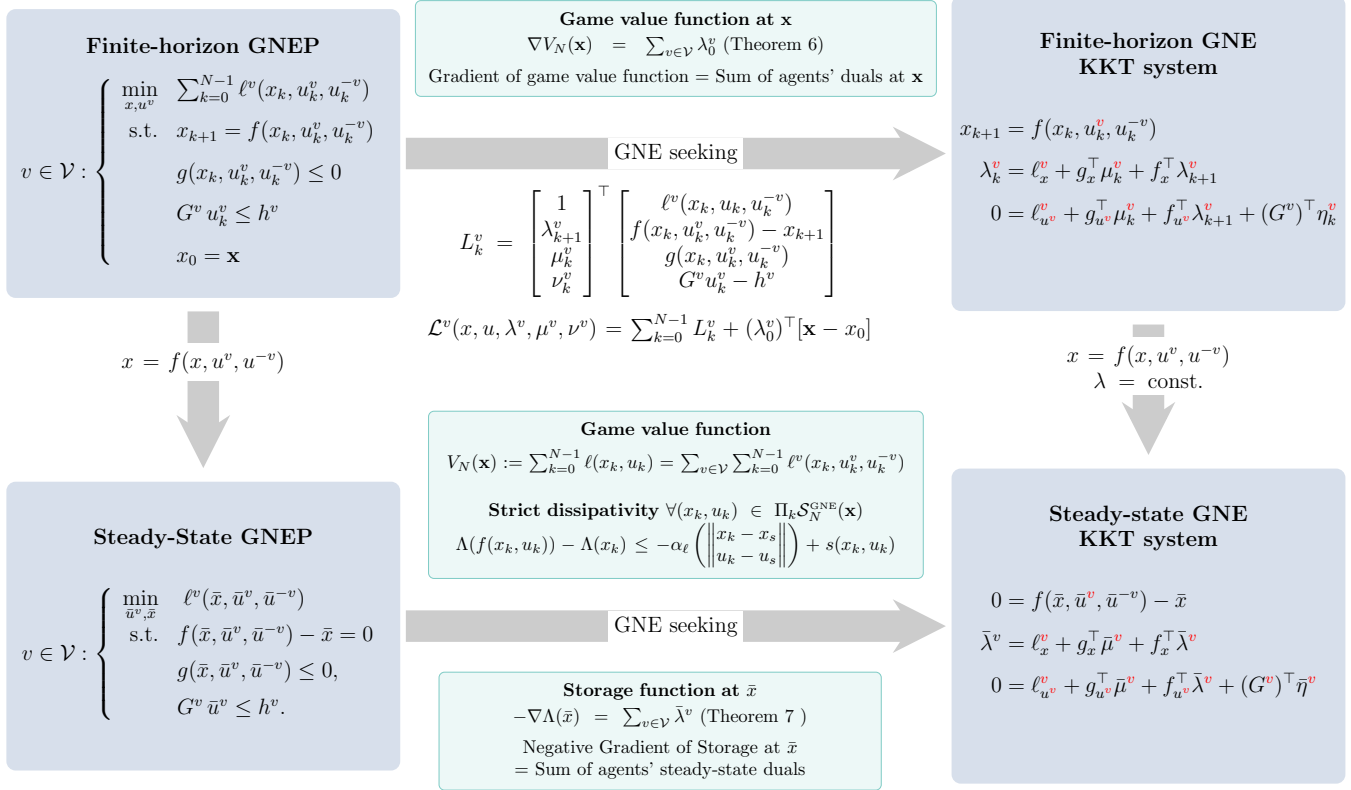 Finite-horizon GNEP
v ∈ 𝒱 : { min_{x,u^v} ∑_{k=0}^{N-1} ℓ^v(x_k, u_k^v, u_k^{-v})
s.t. x_{k+1} = f(x_k, u_k^v, u_k^{-v})
g(x_k, u_k^v, u_k^{-v}) ≤ 0
G^v u_k^v ≤ h^v
x_0 = **x**
Game value function at **x**
∇V_N(**x**) = ∑_{v∈𝒱} λ_0^v (Theorem 6)
Gradient of game value function = Sum of agents' duals at **x**
GNE seeking
L_k^v = [1; λ_{k+1}^v; μ_k^v; ν_k^v]^⊤ [ℓ^v(x_k, u_k, u_k^{-v}); f(x_k, u_k^v, u_k^{-v}) − x_{k+1}; g(x_k, u_k^v, u_k^{-v}); G^v u_k^v − h^v]
ℒ^v(x, u, λ^v, μ^v, ν^v) = ∑_{k=0}^{N-1} L_k^v + (λ_0^v)^⊤[**x** − x_0]
Finite-horizon GNE
KKT system
x_{k+1} = f(x_k, u_k^v, u_k^{-v})
λ_k^v = ℓ_x^v + g_x^⊤ μ_k^v + f_x^⊤ λ_{k+1}^v
0 = ℓ_{u^v}^v + g_{u^v}^⊤ μ_k^v + f_{u^v}^⊤ λ_{k+1}^v + (G^v)^⊤ η_k^v
x = f(x, u^v, u^{-v})
x = f(x, u^v, u^{-v})
λ = const.
Game value function
V_N(**x**) := ∑_{k=0}^{N-1} ℓ(x_k, u_k) = ∑_{v∈𝒱} ∑_{k=0}^{N-1} ℓ^v(x_k, u_k^v, u_k^{-v})
Strict dissipativity ∀(x_k, u_k) ∈ Π_k 𝒮_N^{GNE}(**x**)
Λ(f(x_k, u_k)) − Λ(x_k) ≤ −α_ℓ (‖x_k − x_s; u_k − u_s‖) + s(x_k, u_k)
Steady-State GNEP
v ∈ 𝒱 : { min_{ū^v,x̄} ℓ^v(x̄, ū^v, ū^{-v})
s.t. f(x̄, ū^v, ū^{-v}) − x̄ = 0
g(x̄, ū^v, ū^{-v}) ≤ 0,
G^v ū^v ≤ h^v.
GNE seeking
Storage function at x̄
−∇Λ(x̄) = ∑_{v∈𝒱} λ̄^v (Theorem 7 )
Negative Gradient of Storage at x̄
= Sum of agents' steady-state duals
Steady-state GNE
KKT system
0 = f(x̄, ū^v, ū^{-v}) − x̄
λ̄^v = ℓ_x^v + g_x^⊤ μ̄^v + f_x^⊤ λ̄^v
0 = ℓ_{u^v}^v + g_{u^v}^⊤ μ̄^v + f_{u^v}^⊤ λ̄^v + (G^v)^⊤ η̄^v